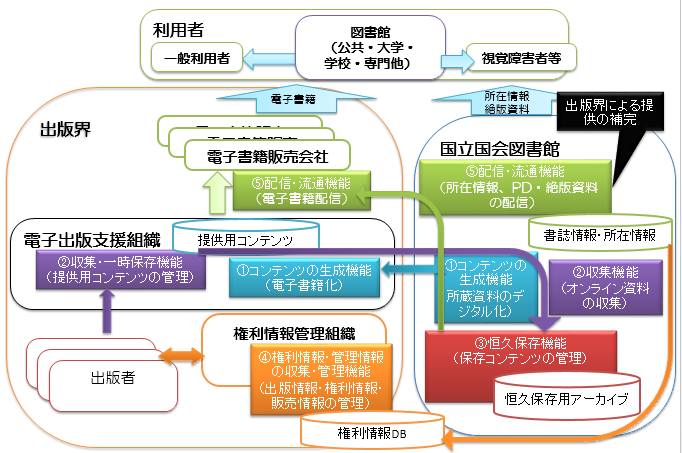 利用者
一般利用者
図書館
（公共・大学・
学校・専門他）
視覚障害者等
電子書籍
所在情報
絶版資料
出版界による提
供の補完
出版界
電子書籍販売会社
⑤配信・流通機能
（電子書籍配信）
国立国会図書館
⑤配信・流通機能
（所在情報、PD・絶版資料
の配信）
書誌情報・所在情報
電子出版支援組織
提供用コンテンツ
②収集・一時保存機能
（提供用コンテンツの管理）
①コンテンツの生成機能
（電子書籍化）
①コンテンツの
生成機能
所蔵資料のデ
ジタル化）
②収集機能
（オンライン資料
の収集）
③恒久保存機能
（保存コンテンツの管理）
恒久保存用アーカイブ
権利情報管理組織
④権利情報・管理情報
の収集・管理機能
（出版情報・権利情報・
販売情報の管理）
出版者
権利情報DB